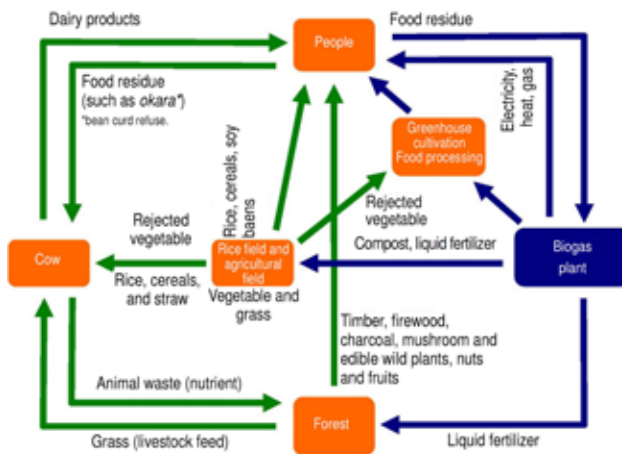 Dairy products
People
Food residue
Food residue
(such as okara*)
*bean curd refuse.
Electricity,
heat, gas
Greenhouse
cultivation
Food processing
Rice, cereals, soy
baens
Rejected
vegetable
Rejected
vegetable
Compost, liquid fertilizer
Cow
Rice field and
agricultural
field
Biogas
plant
Rice, cereals,
and straw
Vegetable and
grass
Timber, firewood,
charcoal, mushroom and
edible wild plants, nuts
and fruits
Animal waste (nutrient)
Forest
Grass (livestock feed)
Liquid fertilizer